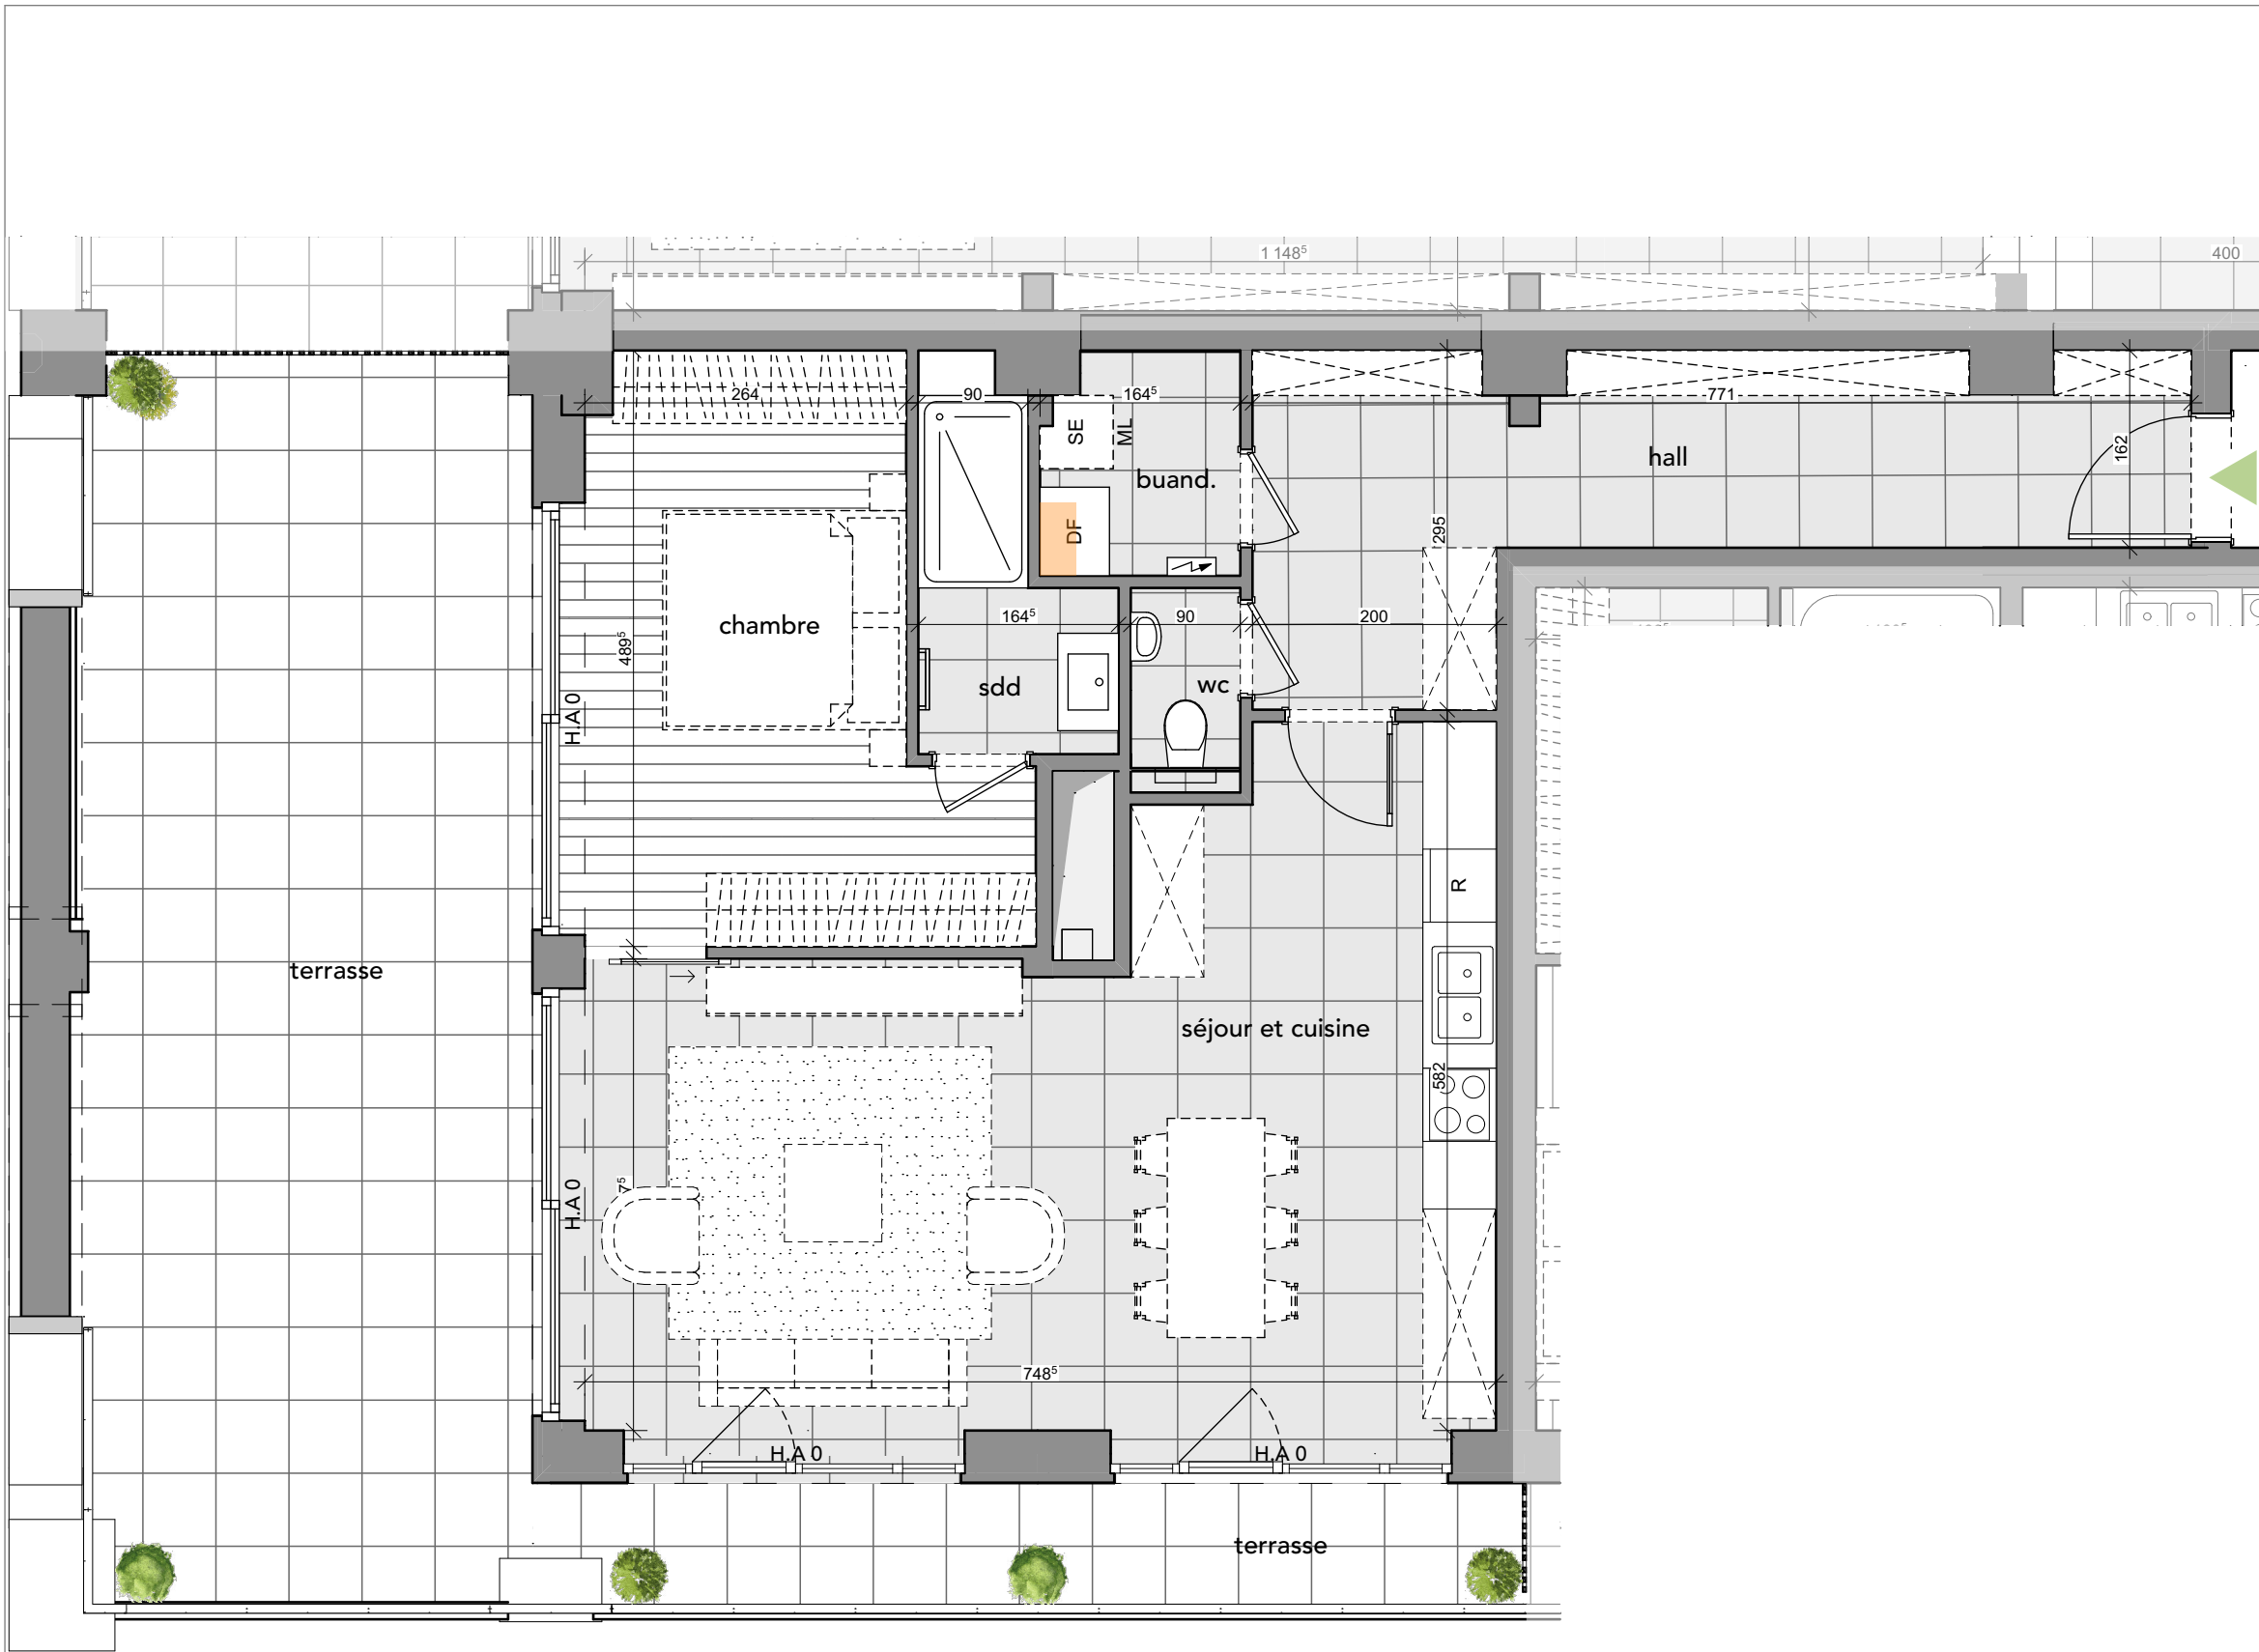 1 148⁵
400
264
90
164⁵
771
SE
ML
hall
162
buand.
DF
295
chambre
164⁵
90
200
489⁵
sdd
wc
H.A 0
R
terrasse
séjour et cuisine
582
H.A 0
748⁵
H.A 0
H.A 0
terrasse